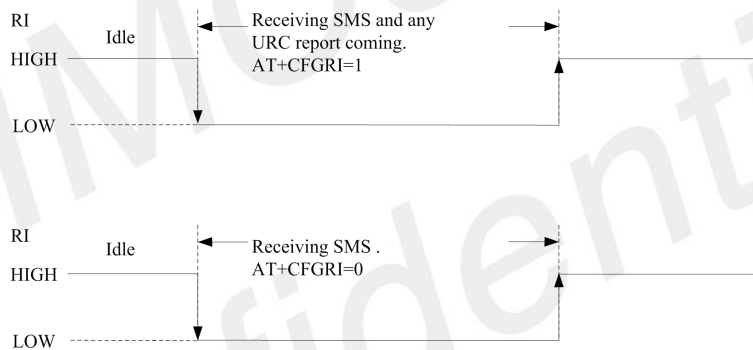 RI
Idle
Receiving SMS and any
URC report coming.
AT+CFGRI=1
HIGH
LOW
RI
Idle
Receiving SMS .
AT+CFGRI=0
HIGH
LOW